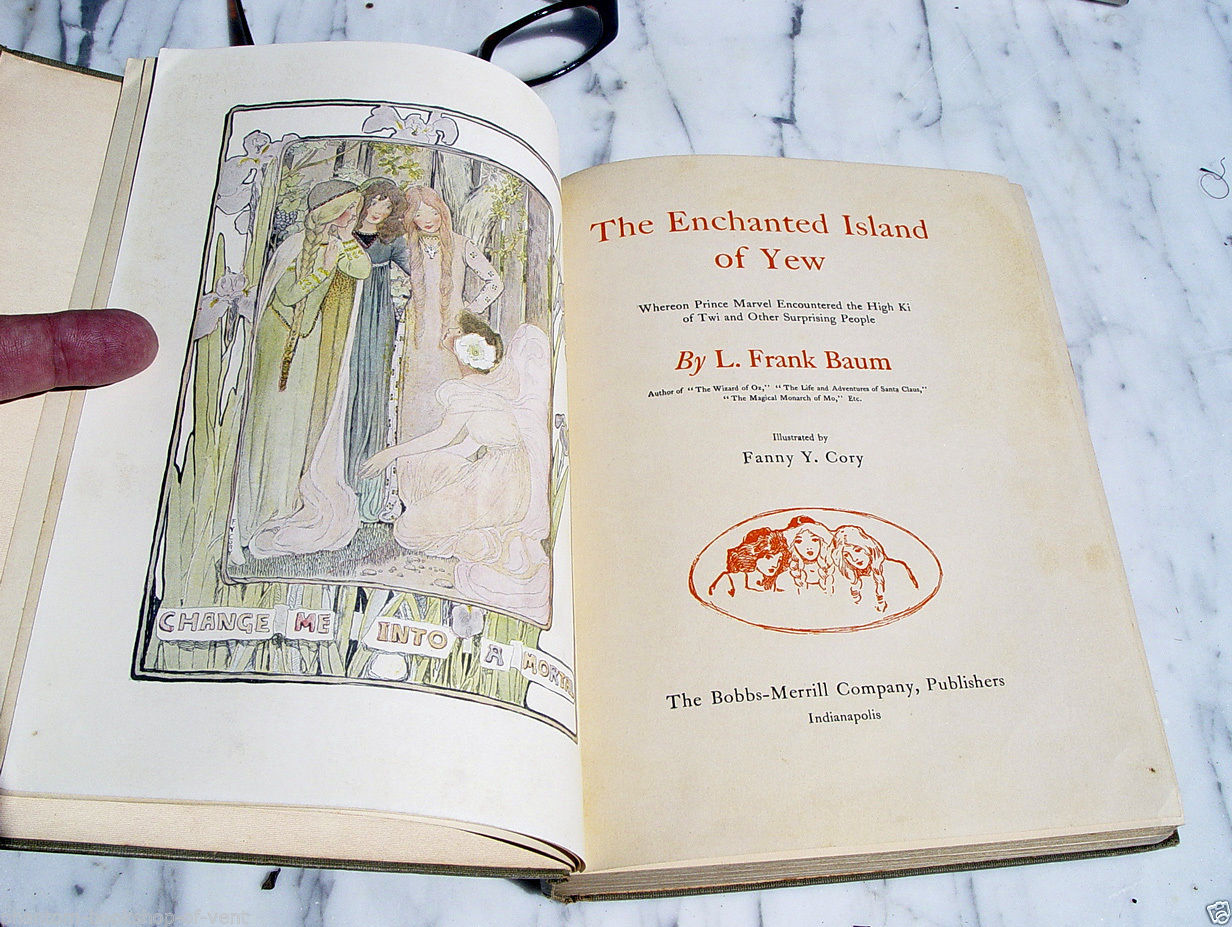 CHANGE ME INTO A MORTAL
The Enchanted Island
of Yew
Whereon Prince Marvel Encountered the High Ki
of Twi and Other Surprising People
By L. Frank Baum
Author of "The Wizard of Oz," "The Life and Adventures of Santa Claus,"
"The Magical Monarch of Mo," Etc.
Illustrated by
Fanny Y. Cory
The Bobbs-Merrill Company, Publishers
Indianapolis